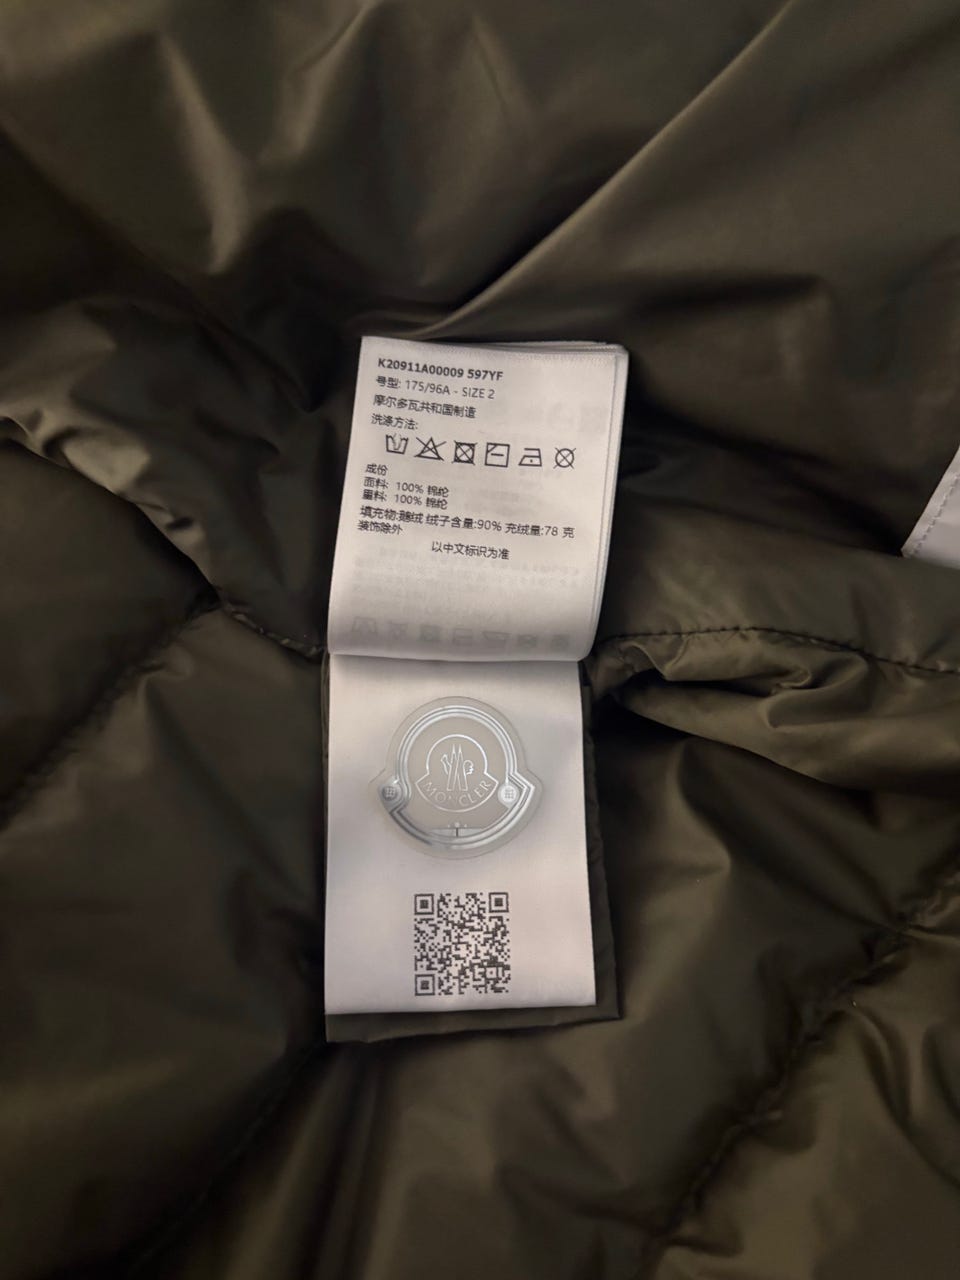 K20911A00009 597YF
号型: 175/96A - SIZE 2
摩尔多瓦共和国制造
洗涤方法:
成份
面料: 100% 锦纶
里料: 100% 锦纶
填充物:鹅绒 绒子含量:90% 充绒量:78 克
装饰除外
以中文标识为准
MONCLER